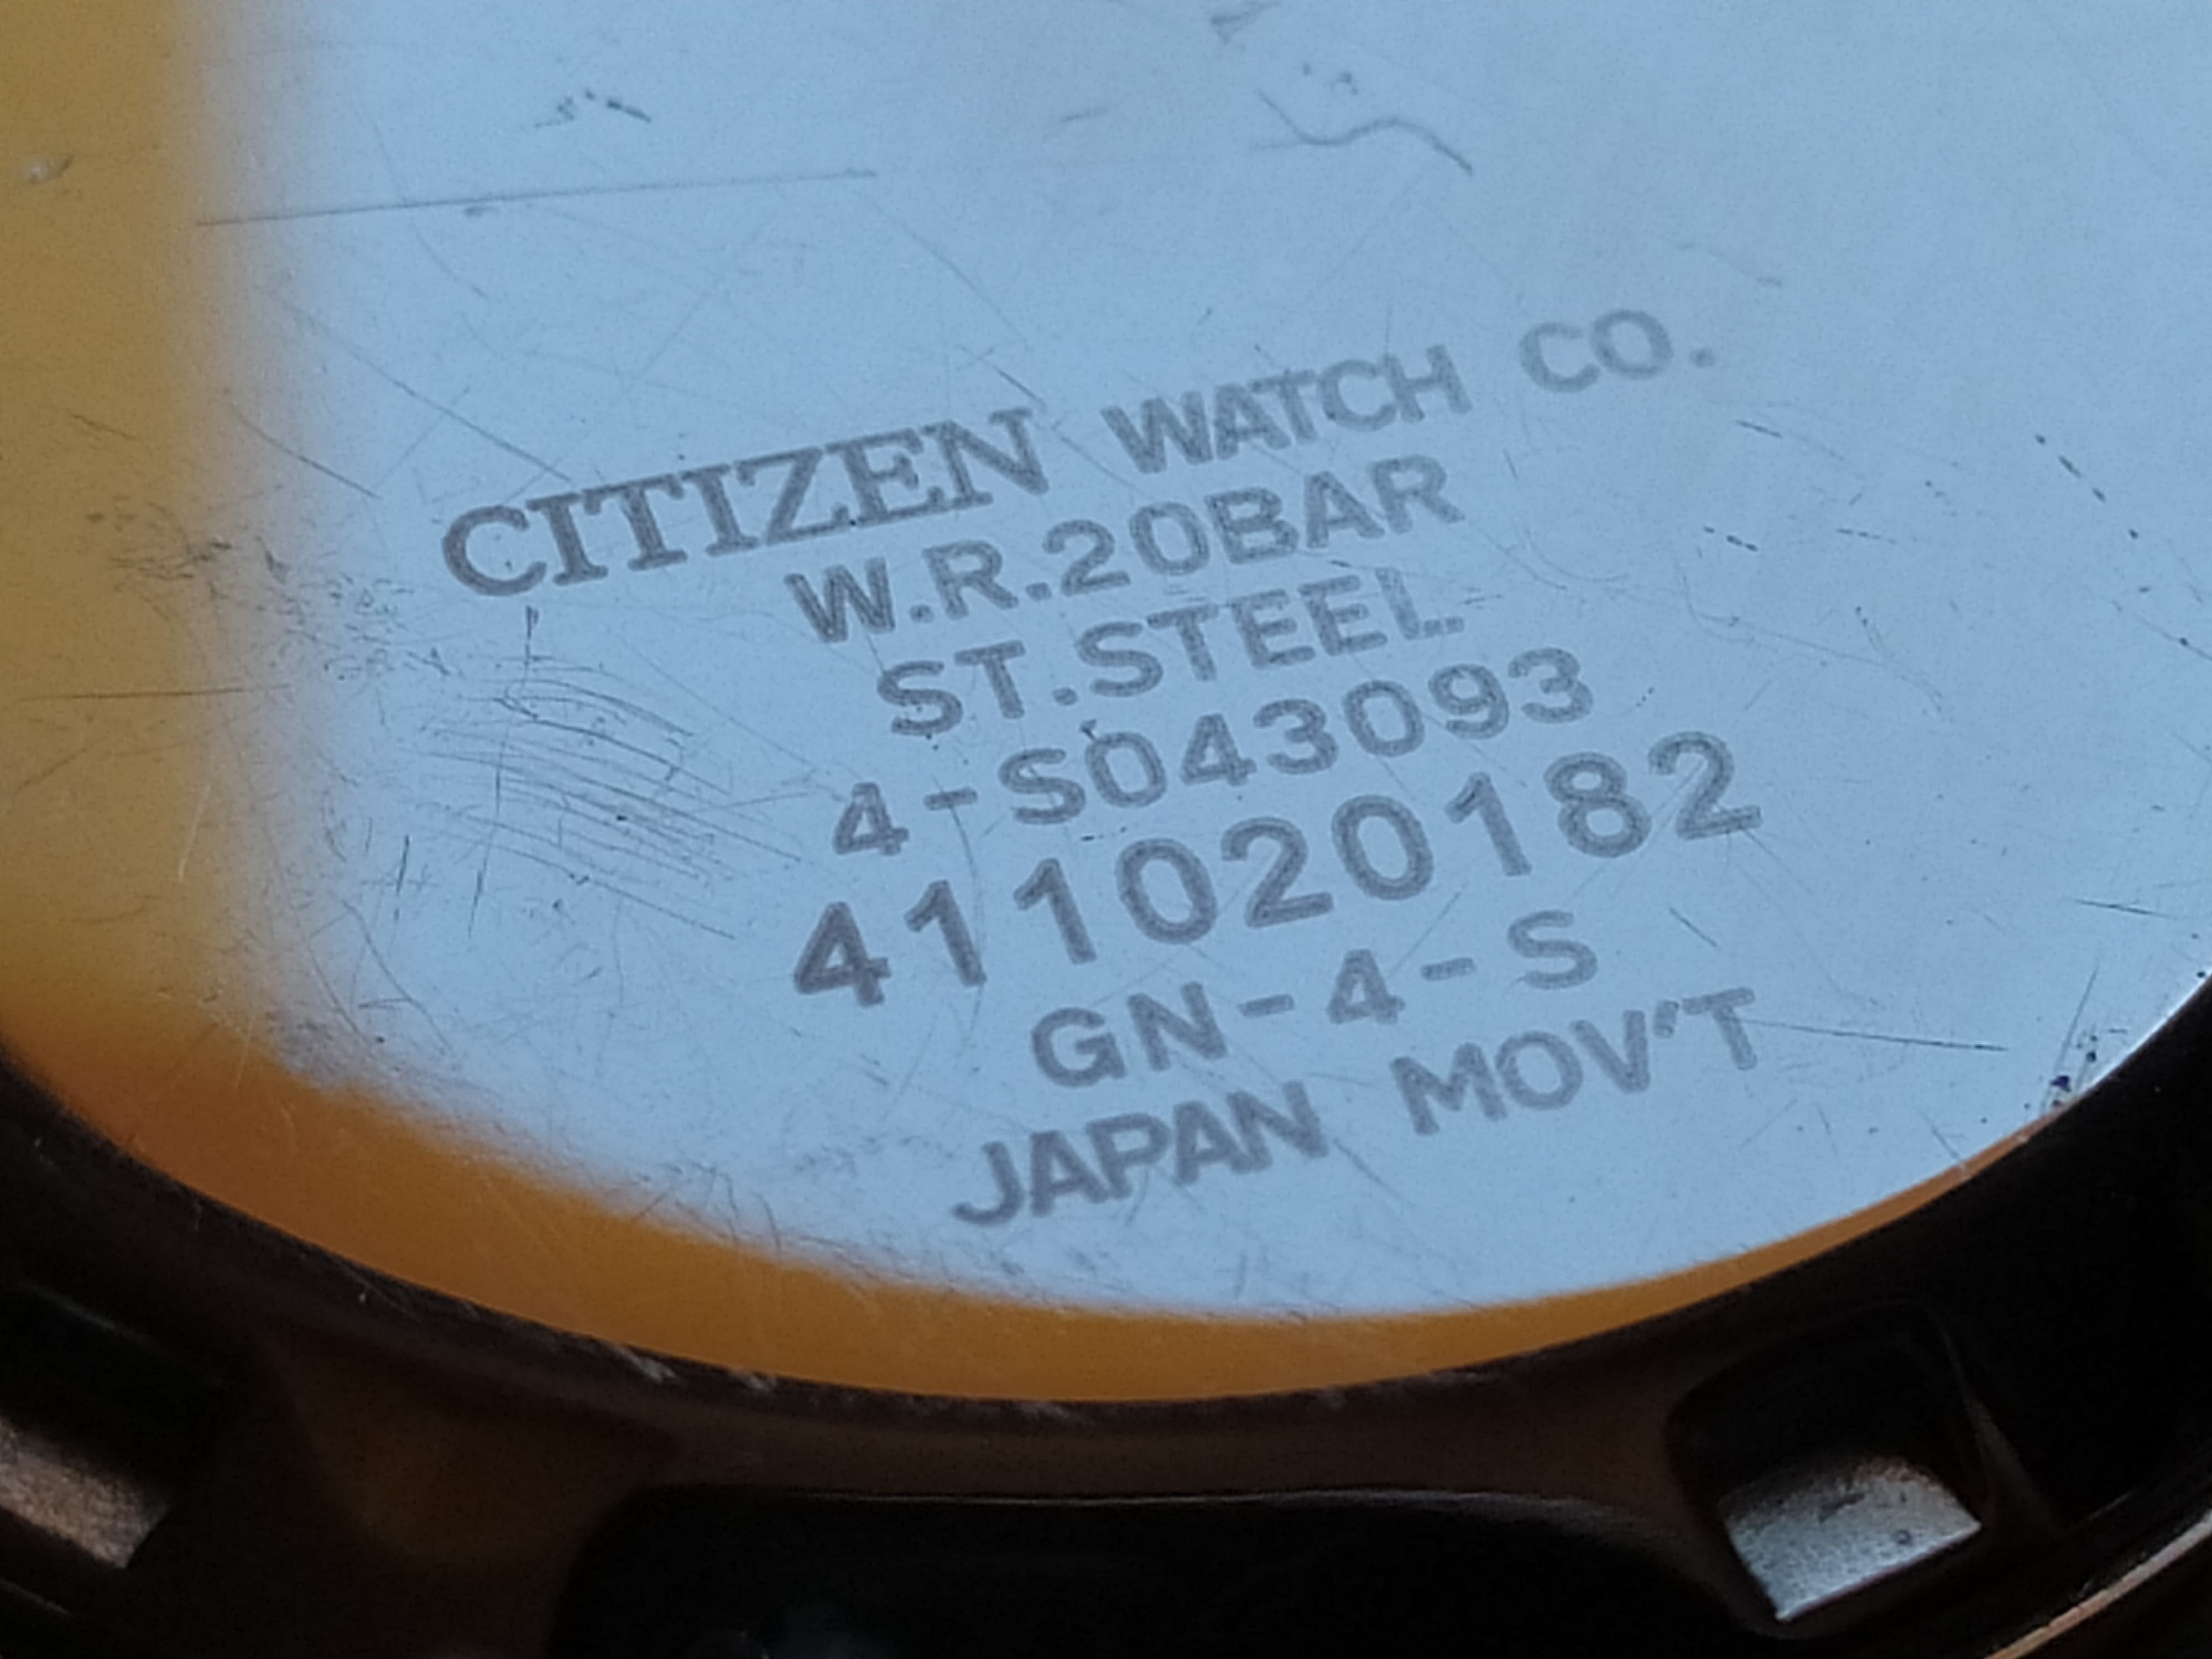 CITIZEN WATCH CO.
W.R.20BAR
ST.STEEL
4-S043093
411020182
GN-4-S
JAPAN MOV'T